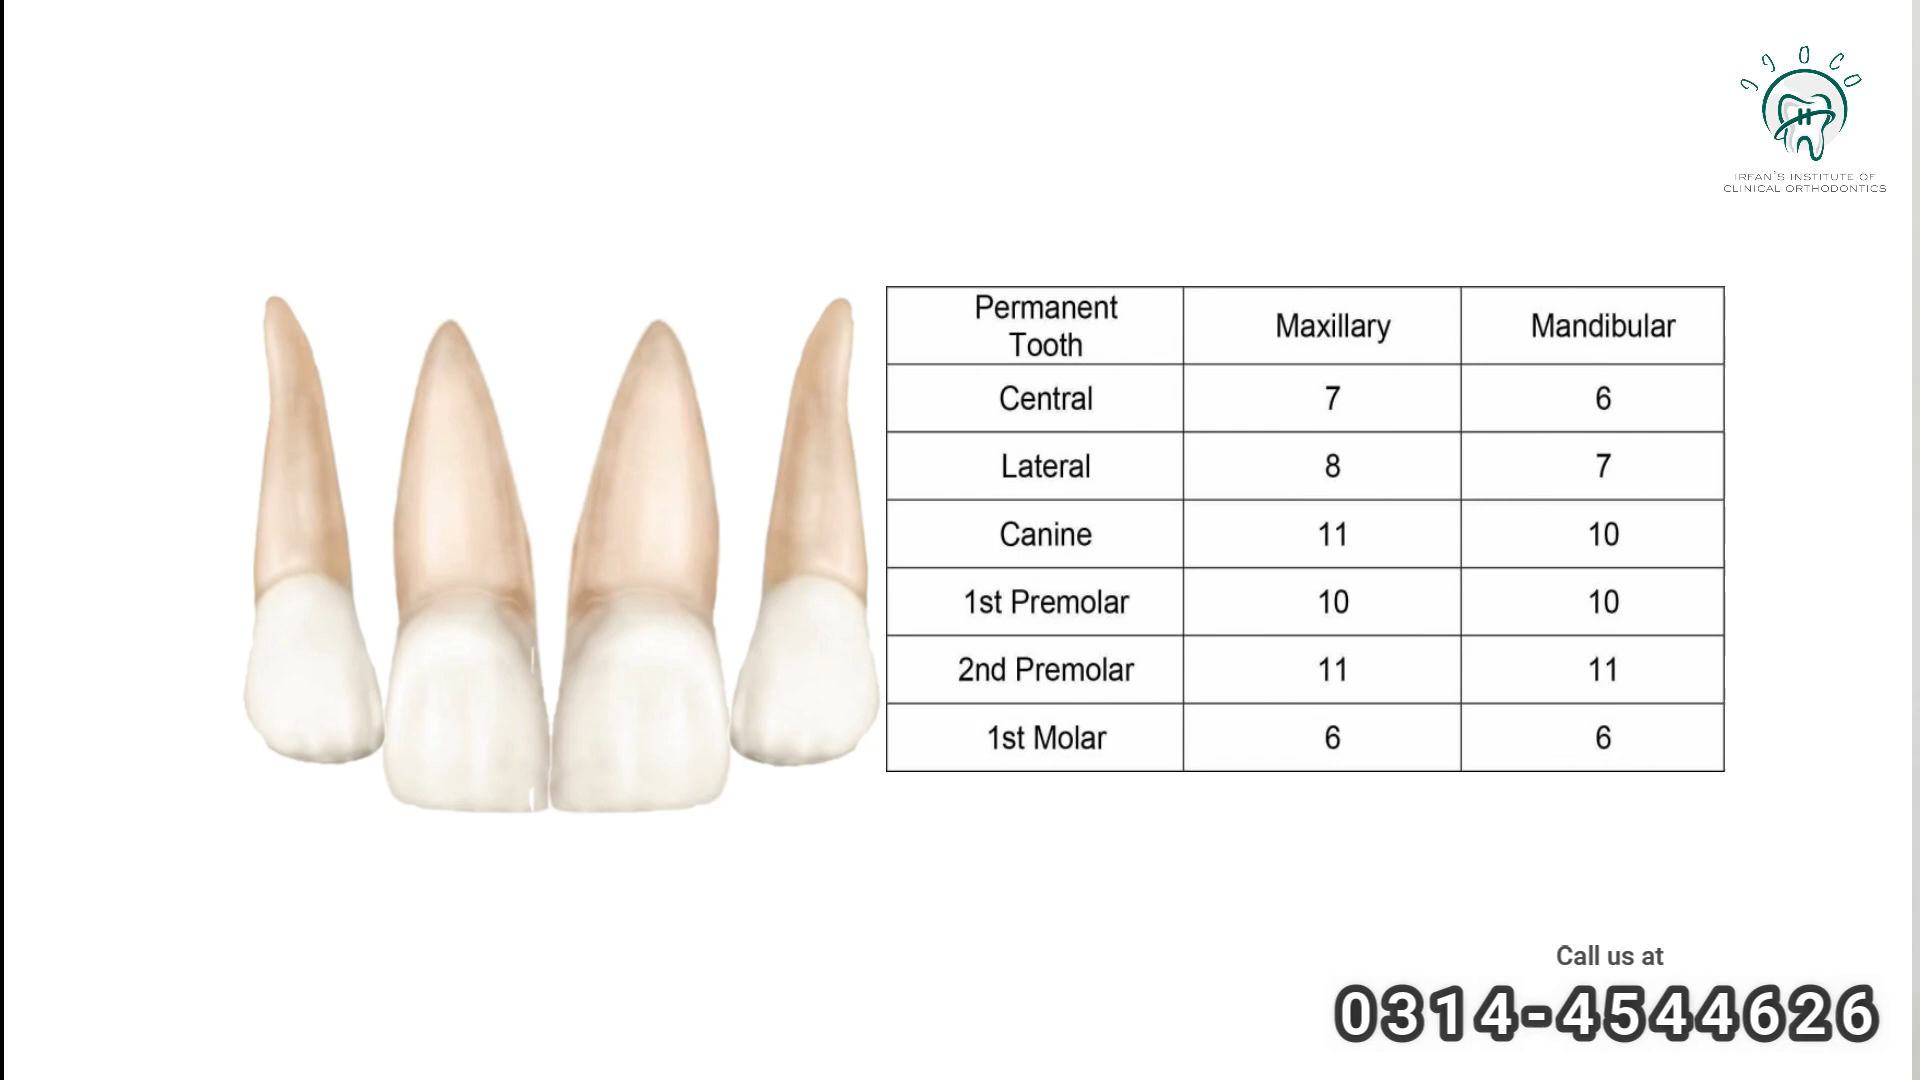 I I O C O
IRFAN'S INSTITUTE OF
CLINICAL ORTHODONTICS
Permanent Tooth Maxillary Mandibular
Central 7 6
Lateral 8 7
Canine 11 10
1st Premolar 10 10
2nd Premolar 11 11
1st Molar 6 6
Call us at
0314-4544626